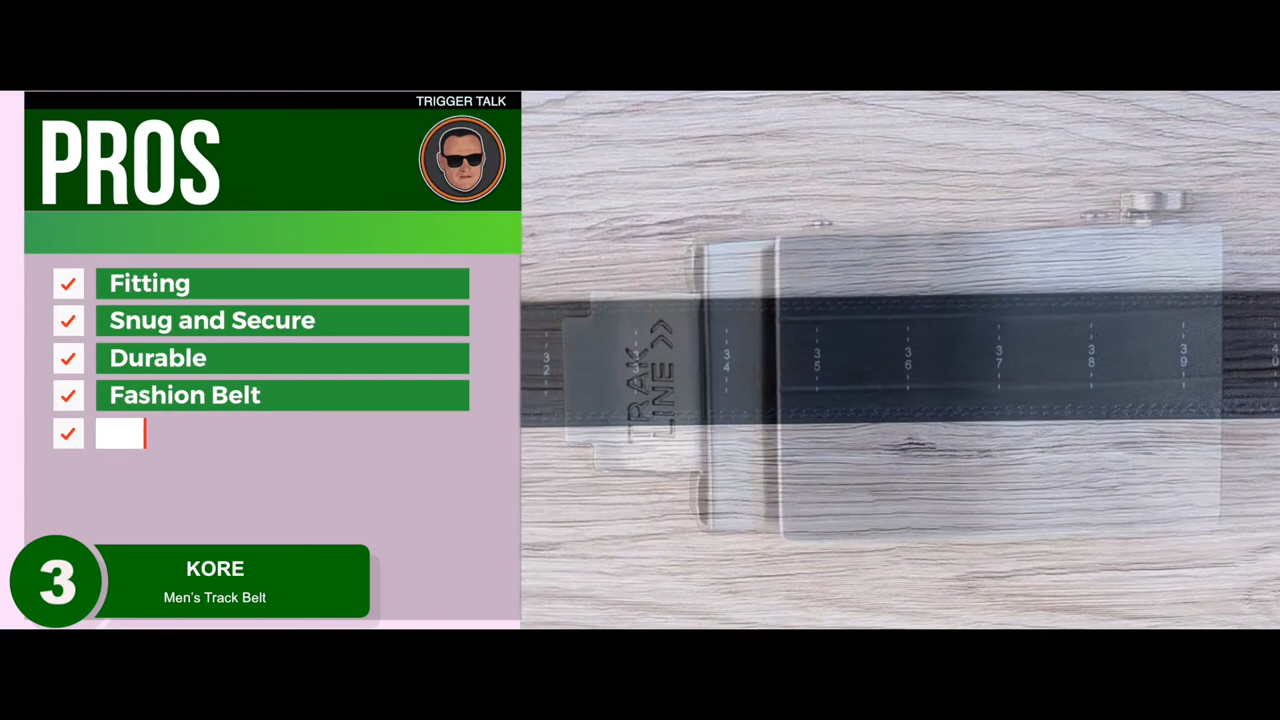 TRIGGER TALK
PROS
Fitting
Snug and Secure
Durable
Fashion Belt
3
KORE
Men's Track Belt
TRAK
LINE >>
32
34
35
36
37
38
39